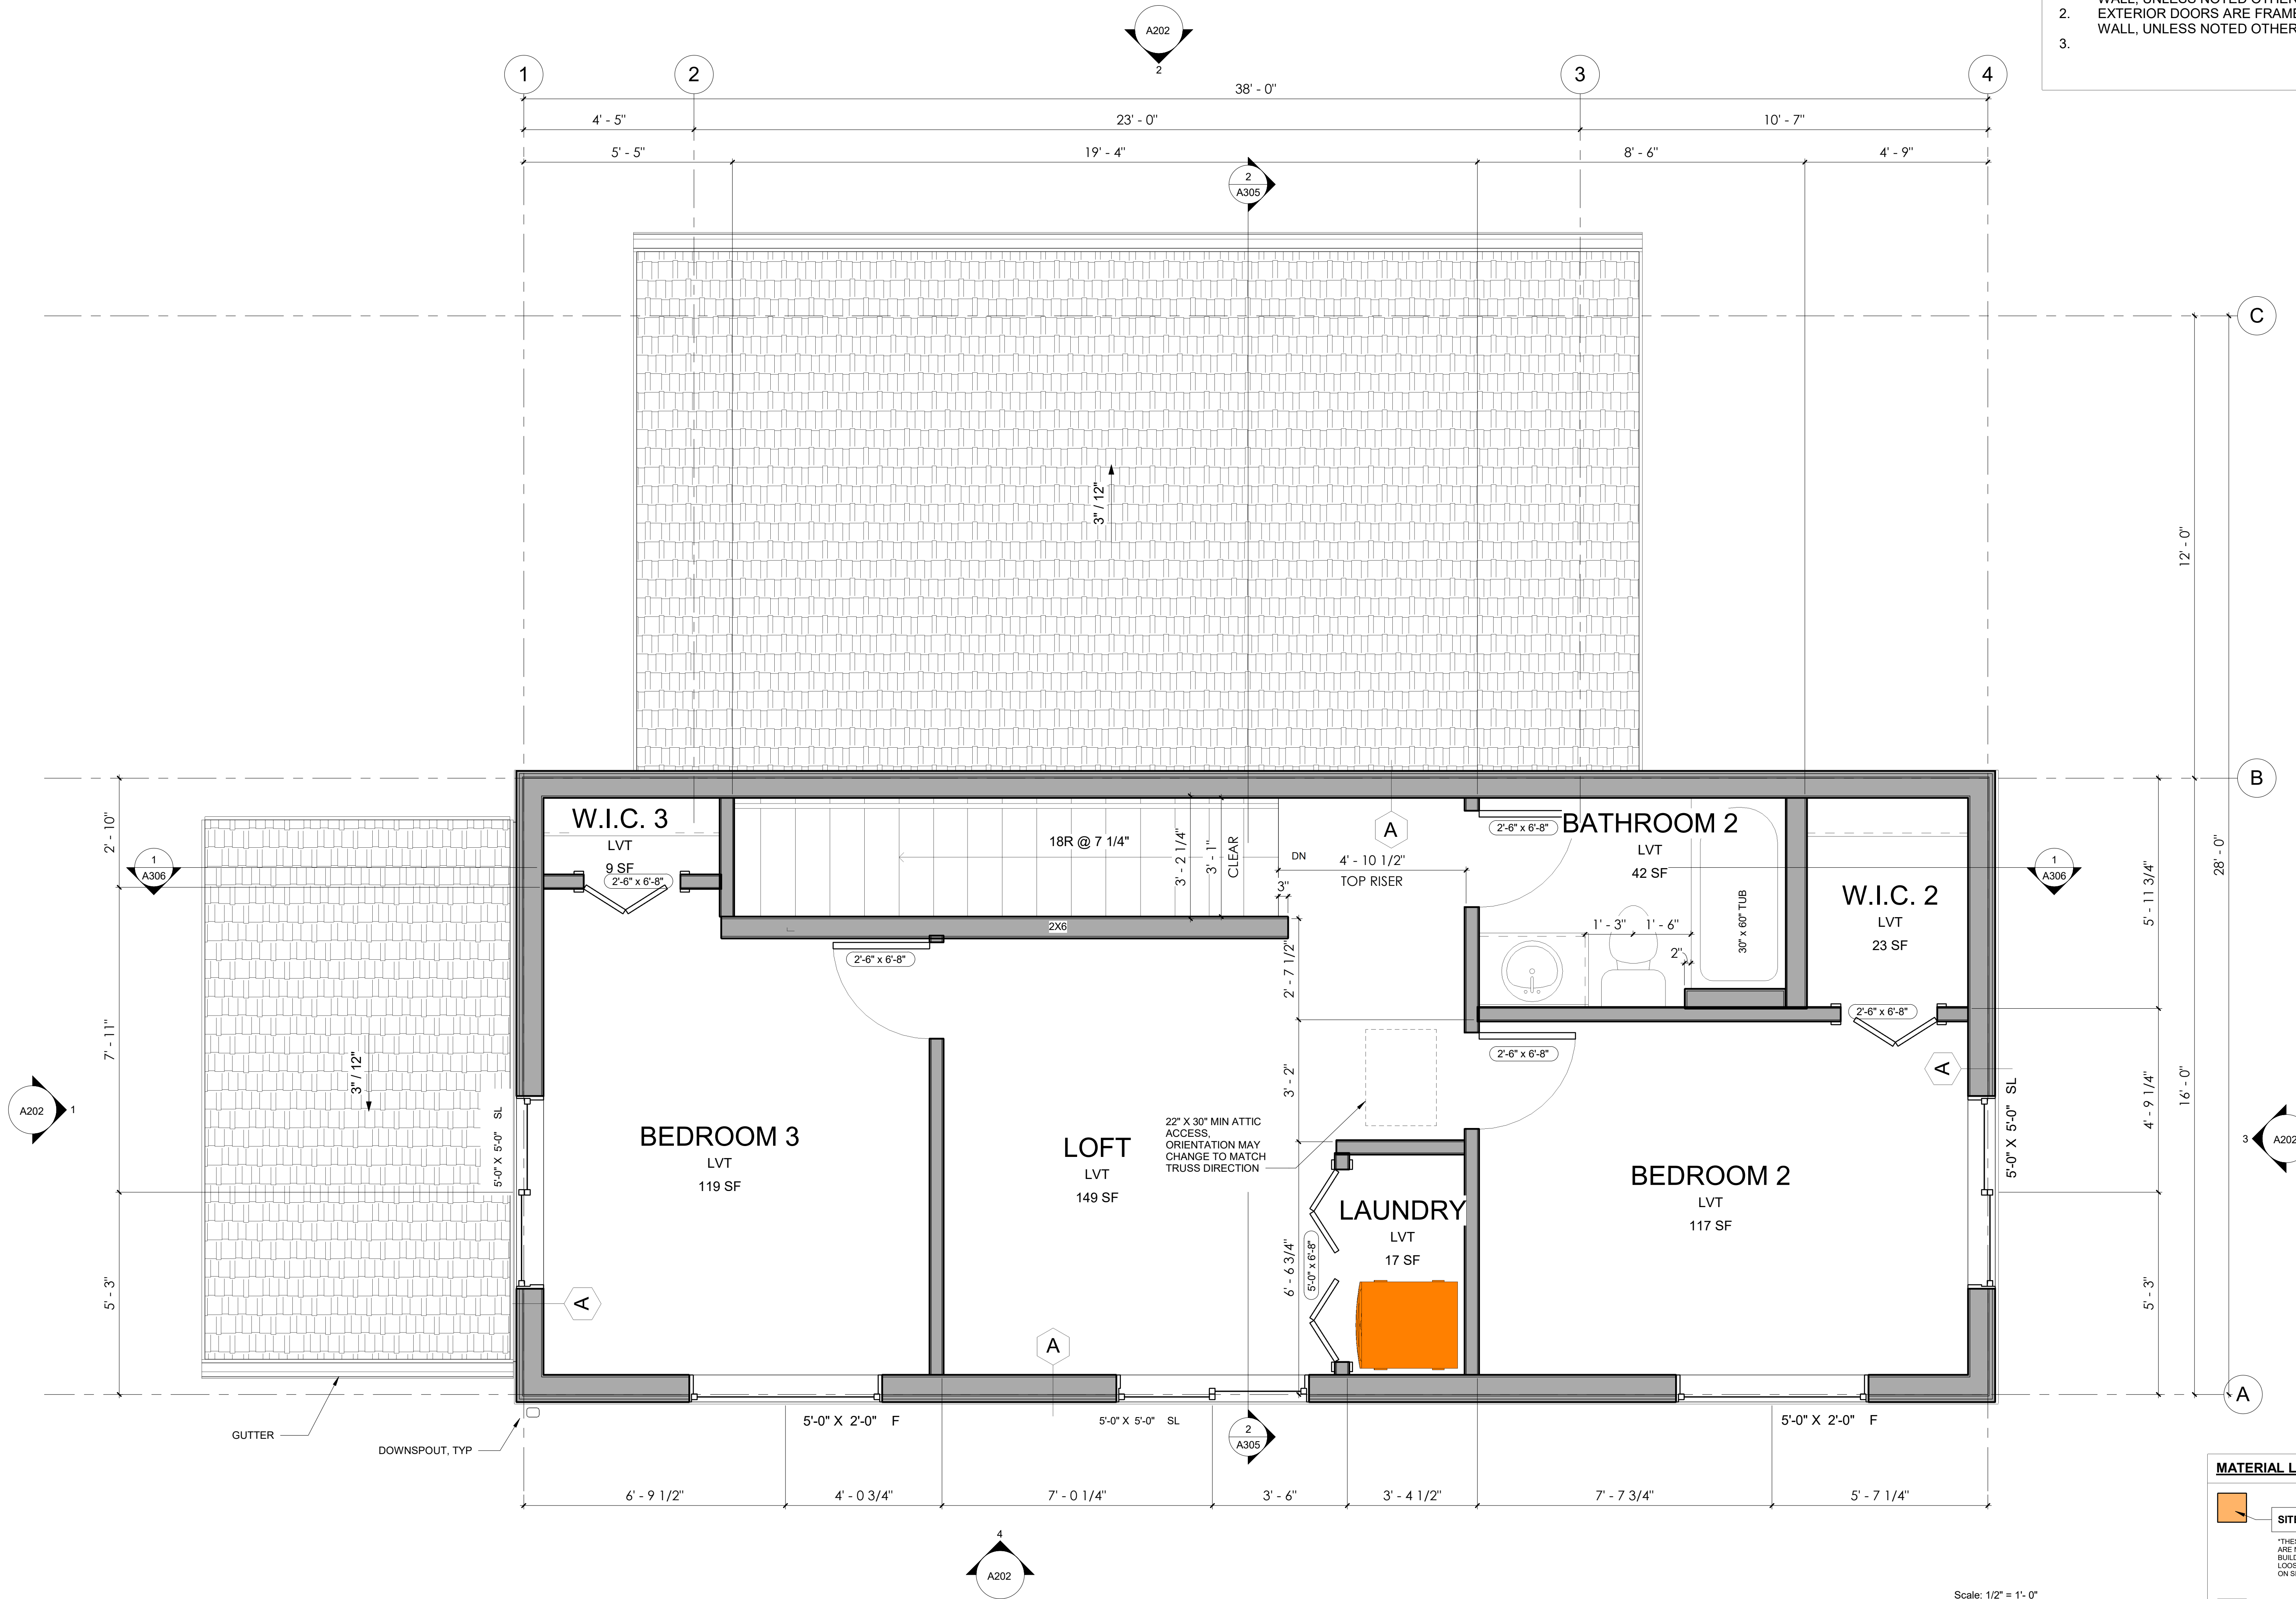 WALL, UNLESS NOTED OTHER
2. EXTERIOR DOORS ARE FRAME
WALL, UNLESS NOTED OTHER
3.
A202
2
1
2
3
4
38' - 0"
4' - 5"
23' - 0"
10' - 7"
5' - 5"
19' - 4"
8' - 6"
4' - 9"
2
A305
C
3" / 12"
12' - 0"
28' - 0"
B
2' - 10"
1
A306
W.I.C. 3
LVT
9 SF
2'-6" x 6'-8"
18R @ 7 1/4"
3' - 2 1/4"
3' - 1"
CLEAR
DN
4' - 10 1/2"
TOP RISER
3"
A
2'-6" x 6'-8"
BATHROOM 2
LVT
42 SF
30" x 60" TUB
1' - 3"
1' - 6"
2"
W.I.C. 2
LVT
23 SF
2'-6" x 6'-8"
1
A306
5' - 11 3/4"
2X6
2'-6" x 6'-8"
2' - 7 1/2"
7' - 11"
3" / 12"
A202
1
5'-0" X 5'-0" SL
BEDROOM 3
LVT
119 SF
LOFT
LVT
149 SF
22" X 30" MIN ATTIC
ACCESS,
ORIENTATION MAY
CHANGE TO MATCH
TRUSS DIRECTION
3' - 2"
2'-6" x 6'-8"
A
5'-0" X 5'-0" SL
4' - 9 1/4"
16' - 0"
3
A202
BEDROOM 2
LVT
117 SF
LAUNDRY
LVT
17 SF
5'-0" x 6'-8"
6' - 6 3/4"
5' - 3"
5' - 3"
A
A
A
GUTTER
DOWNSPOUT, TYP
5'-0" X 2'-0" F
5'-0" X 5'-0" SL
2
A305
5'-0" X 2'-0" F
6' - 9 1/2"
4' - 0 3/4"
7' - 0 1/4"
3' - 6"
3' - 4 1/2"
7' - 7 3/4"
5' - 7 1/4"
4
A202
MATERIAL L
SIT
*THES
ARE
BUILD
LOOS
ON S
Scale: 1/2" = 1'- 0"